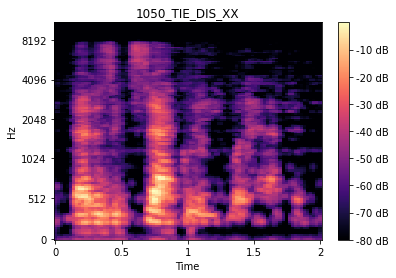 1050_TIE_DIS_XX
8192
4096
2048
1024
512
0
Hz
0
0.5
1
1.5
2
Time
-10 dB
-20 dB
-30 dB
-40 dB
-50 dB
-60 dB
-70 dB
-80 dB